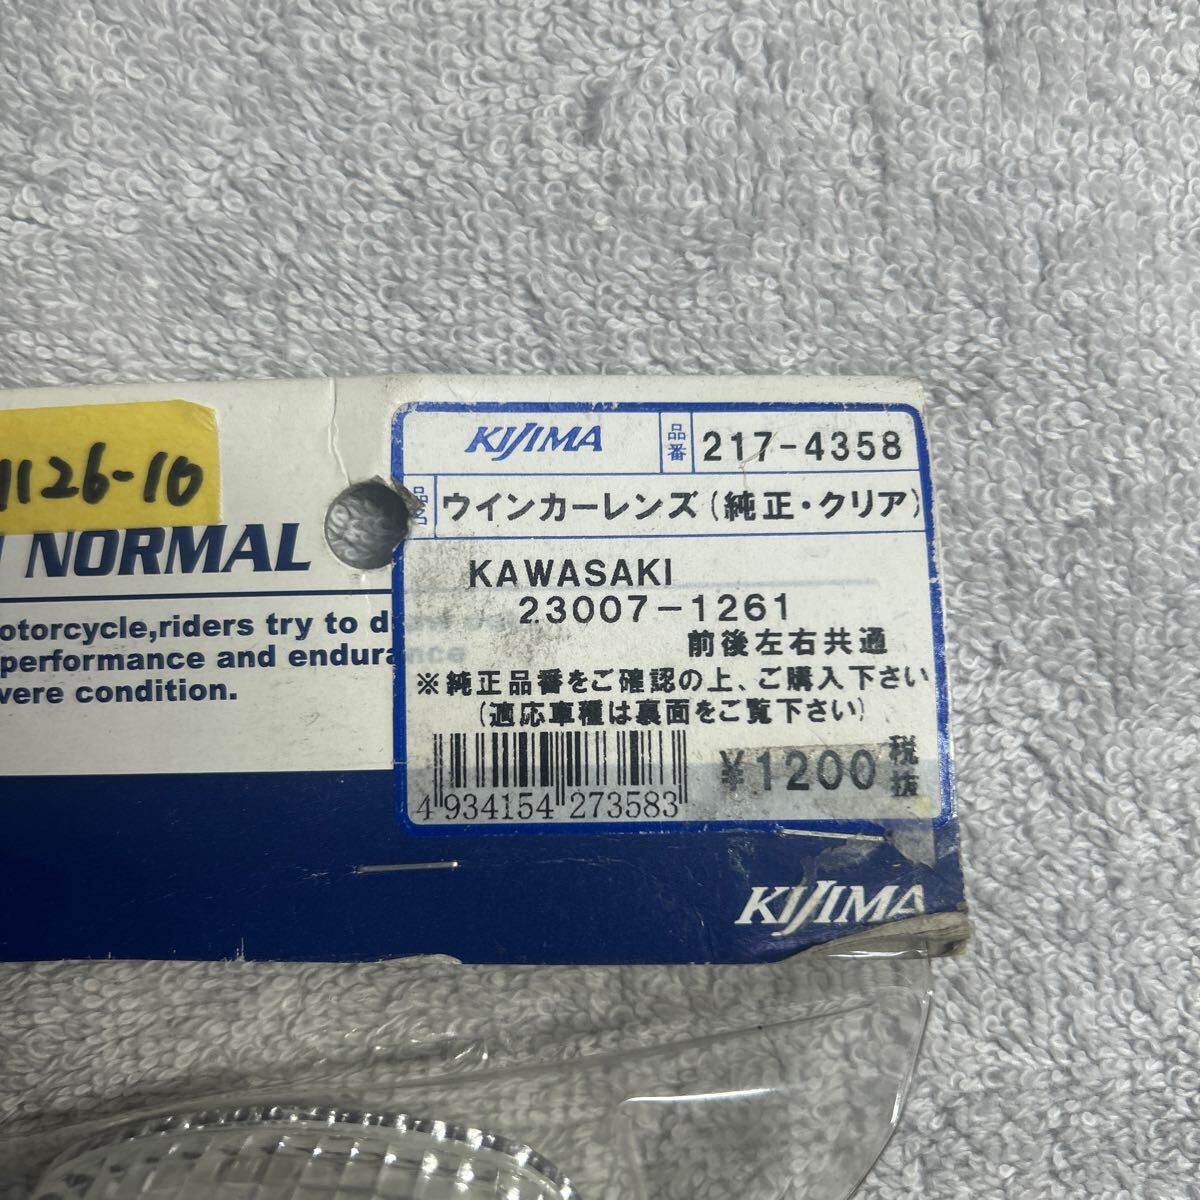 1126-10
NORMAL
otorcycle,riders try to d
performance and endurance
vere condition.
KIJIMA 品番 217-4358
品名 ウインカーレンズ(純正・クリア)
KAWASAKI
23007-1261
前後左右共通
※純正品番をご確認の上、ご購入下さい
(適応車種は裏面をご覧下さい)
¥1200 税抜
4 934154 273583
KIJIMA